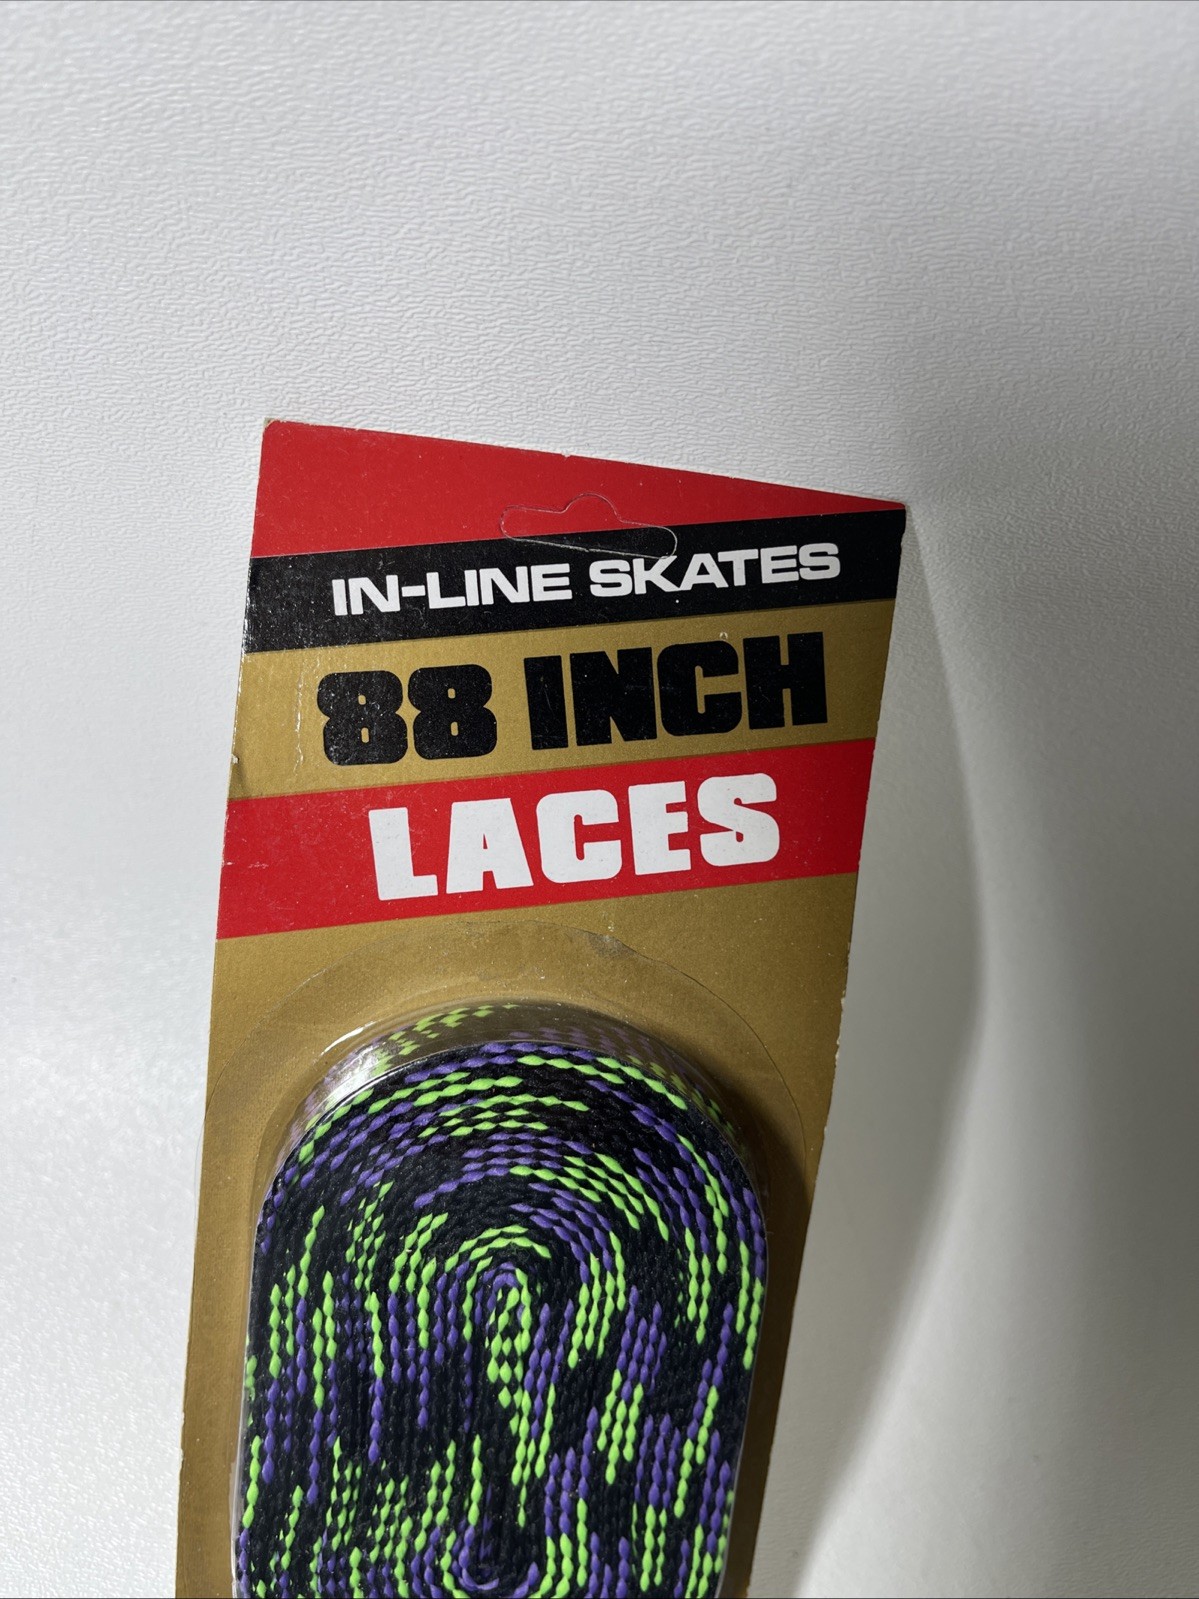 IN-LINE SKATES
88 INCH
LACES